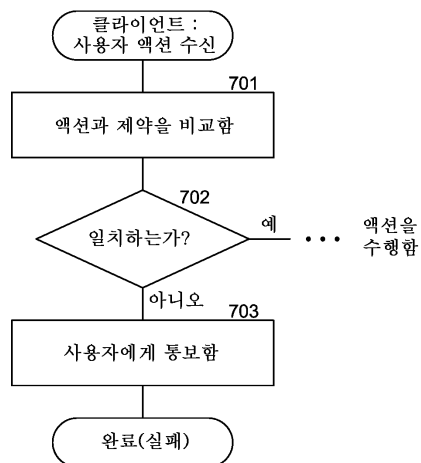 클라이언트 :
사용자 액션 수신
701
액션과 제약을 비교함
702
일치하는가?
예
• • •
액션을
수행함
아니오
703
사용자에게 통보함
완료(실패)